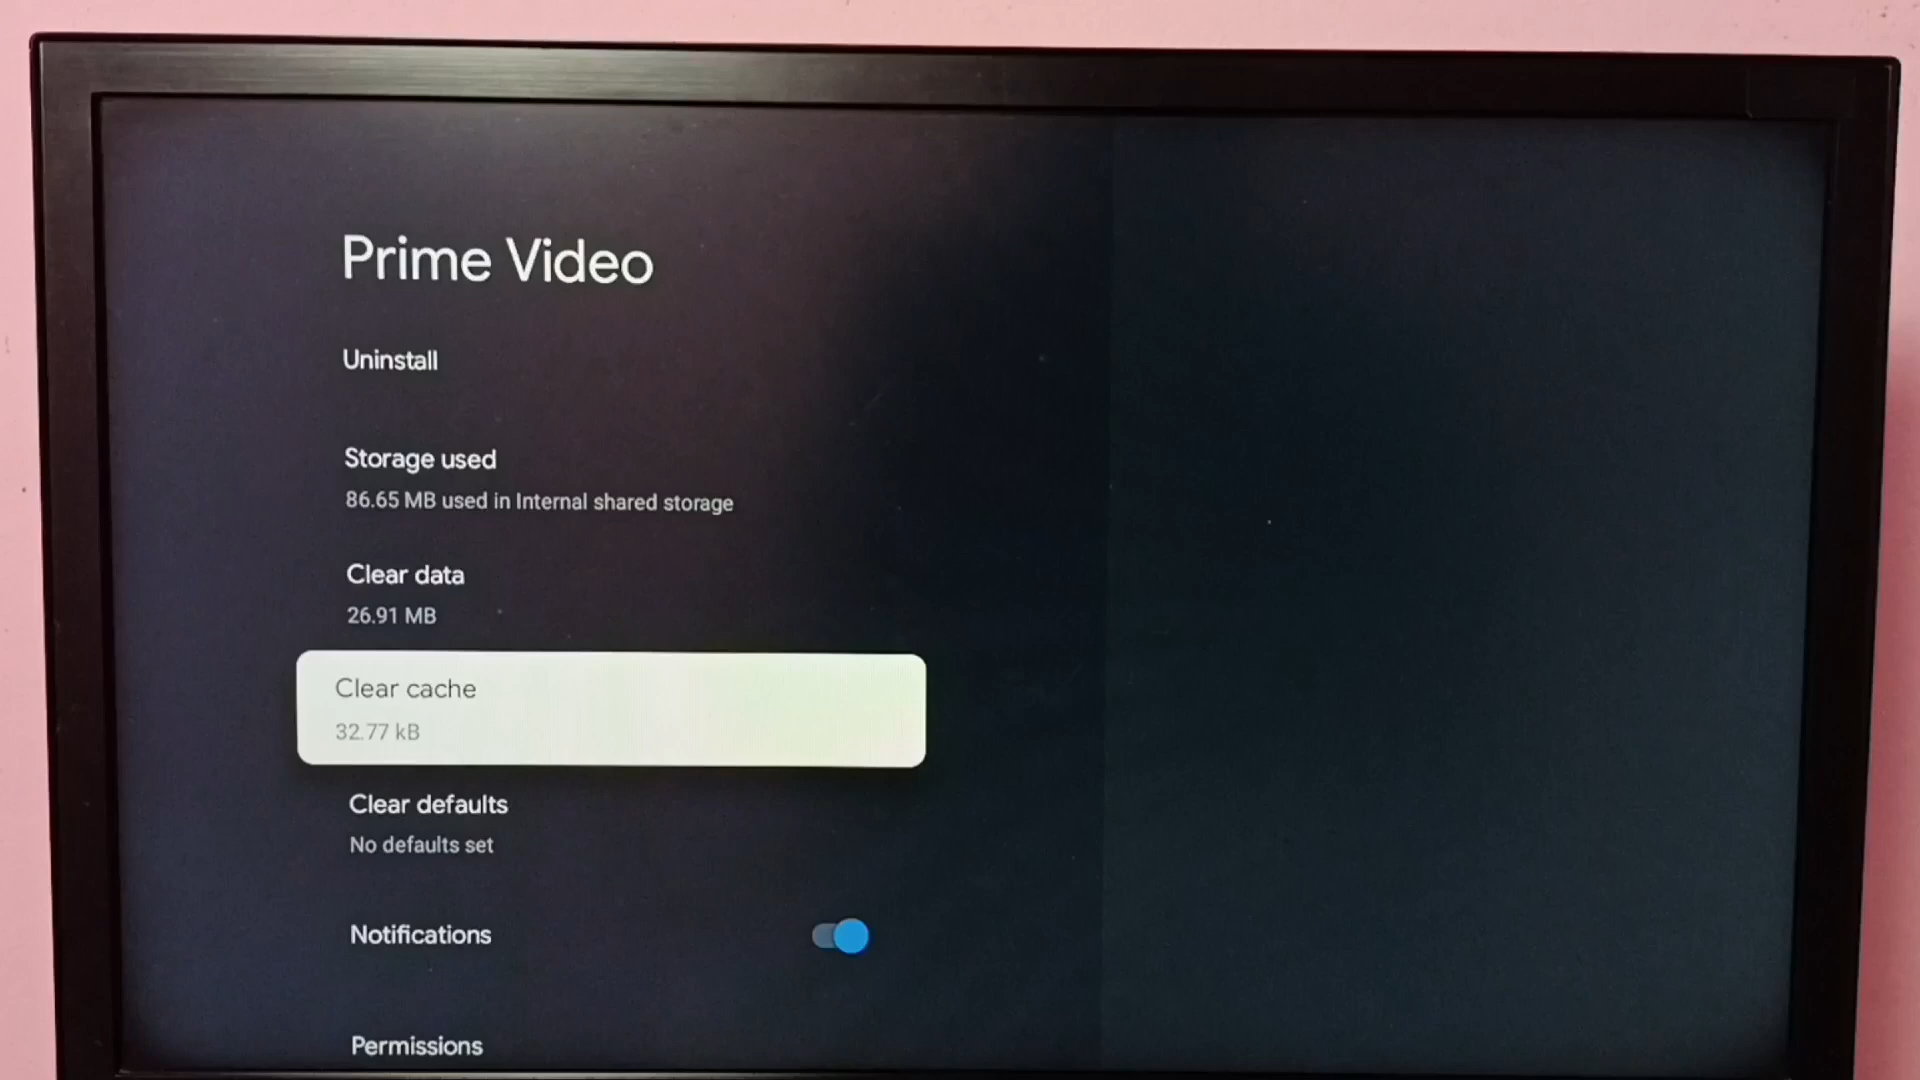 Prime Video
Uninstall
Storage used
86.65 MB used in Internal shared storage
Clear data
26.91 MB
Clear cache
32.77 kB
Clear defaults
No defaults set
Notifications
Permissions